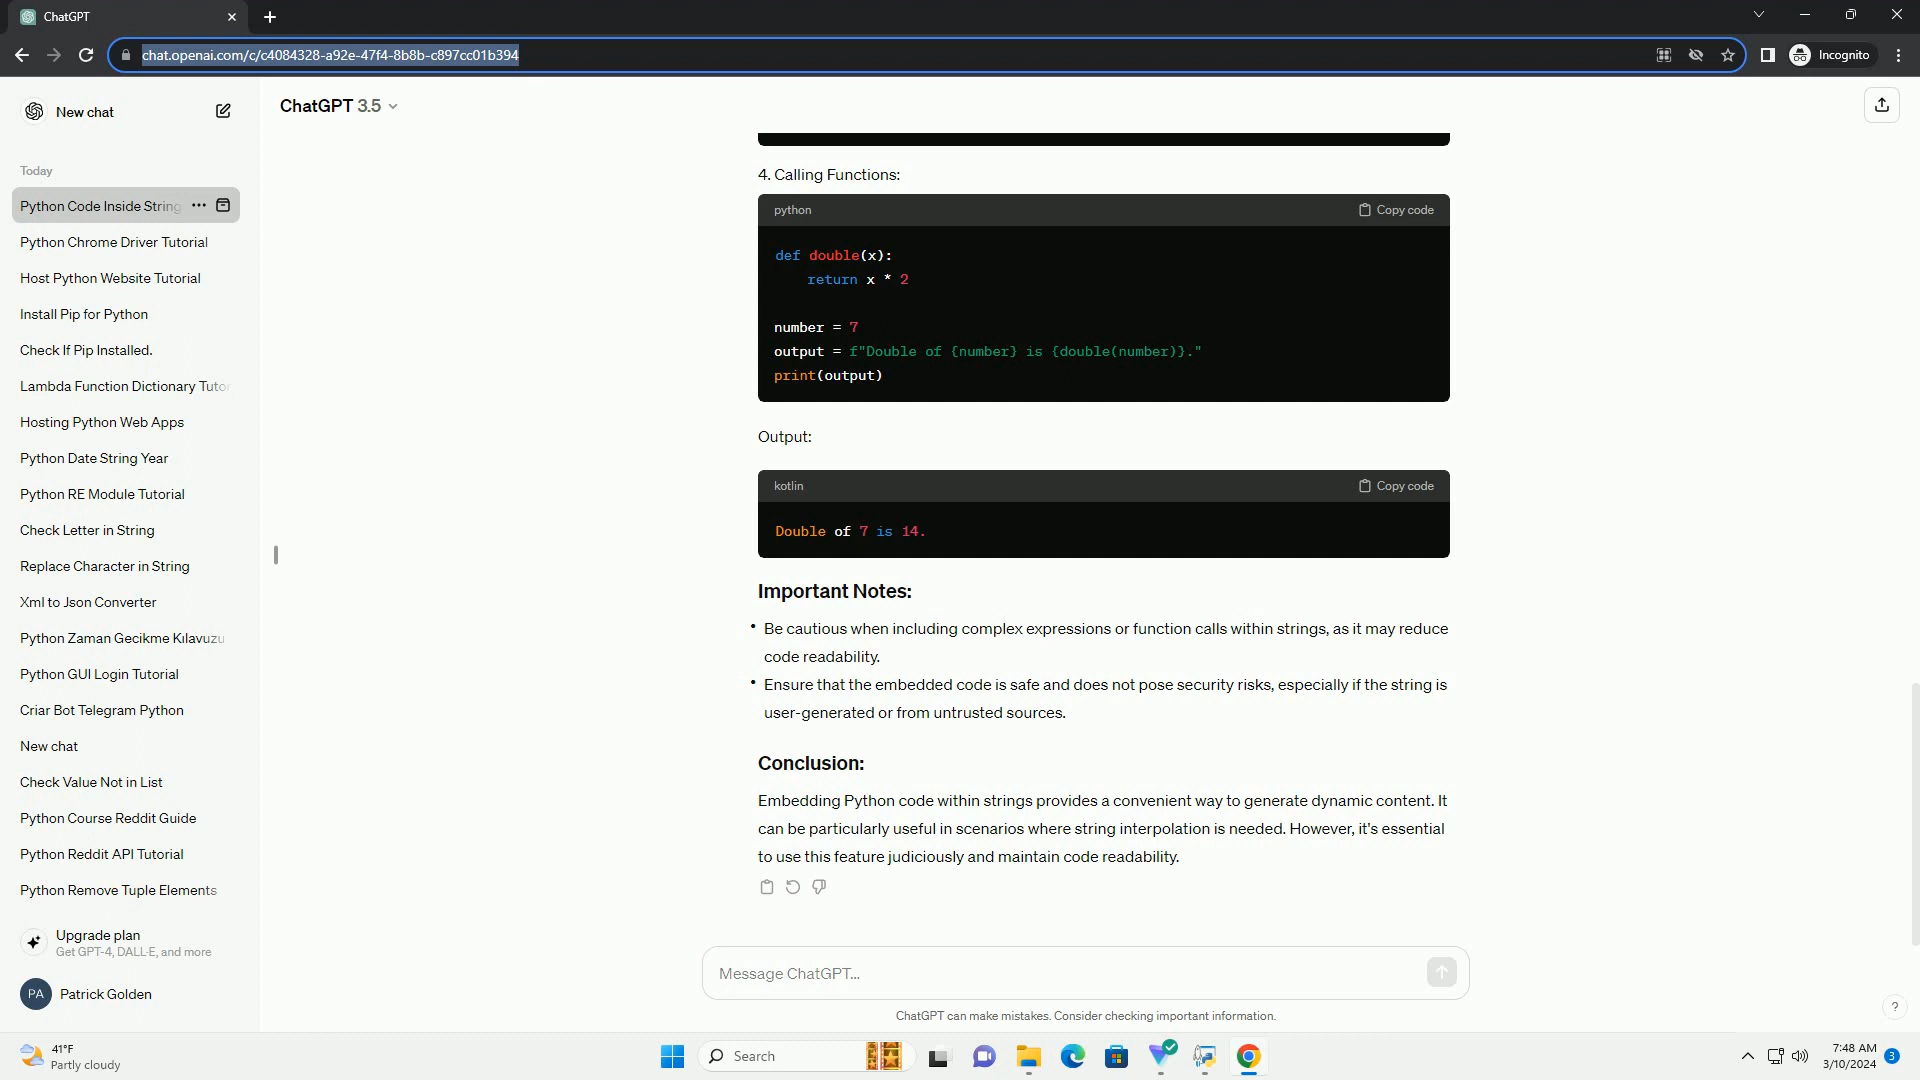 ChatGPT
chat.openai.com/c/c4084328-a92e-47f4-8b8b-c897cc01b394
Incognito
New chat
ChatGPT 3.5
Today
Python Code Inside String
Python Chrome Driver Tutorial
Host Python Website Tutorial
Install Pip for Python
Check If Pip Installed.
Lambda Function Dictionary Tutor
Hosting Python Web Apps
Python Date String Year
Python RE Module Tutorial
Check Letter in String
Replace Character in String
Xml to Json Converter
Python Zaman Gecikme Kılavuzu
Python GUI Login Tutorial
Criar Bot Telegram Python
New chat
Check Value Not in List
Python Course Reddit Guide
Python Reddit API Tutorial
Python Remove Tuple Elements
Upgrade plan
Get GPT-4, DALL·E, and more
PA Patrick Golden
4. Calling Functions:
python Copy code
def double(x):
return x * 2
number = 7
output = f"Double of {number} is {double(number)}."
print(output)
Output:
kotlin Copy code
Double of 7 is 14.
Important Notes:
• Be cautious when including complex expressions or function calls within strings, as it may reduce
code readability.
• Ensure that the embedded code is safe and does not pose security risks, especially if the string is
user-generated or from untrusted sources.
Conclusion:
Embedding Python code within strings provides a convenient way to generate dynamic content. It
can be particularly useful in scenarios where string interpolation is needed. However, it's essential
to use this feature judiciously and maintain code readability.
Message ChatGPT...
ChatGPT can make mistakes. Consider checking important information.
?
41°F
Partly cloudy
Search
7:48 AM
3/10/2024
3